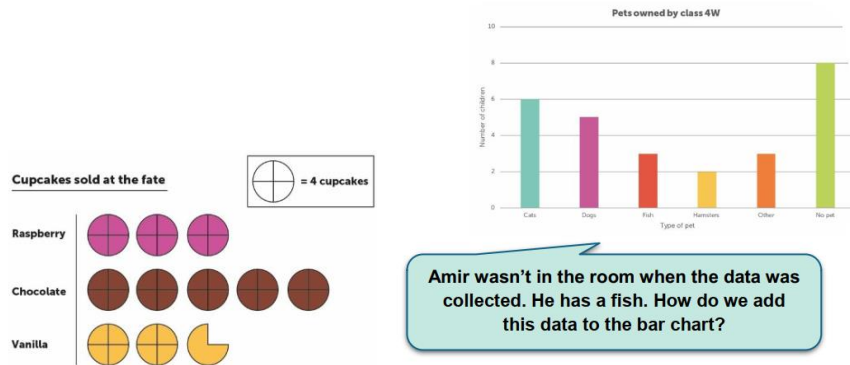 Pets owned by class 4W
10
8
6
4
2
0
Number of children
Cats
Dogs
Fish
Hamsters
Other
No pet
Type of pet
Cupcakes sold at the fate
= 4 cupcakes
Raspberry
Chocolate
Vanilla
Amir wasn't in the room when the data was
collected. He has a fish. How do we add
this data to the bar chart?